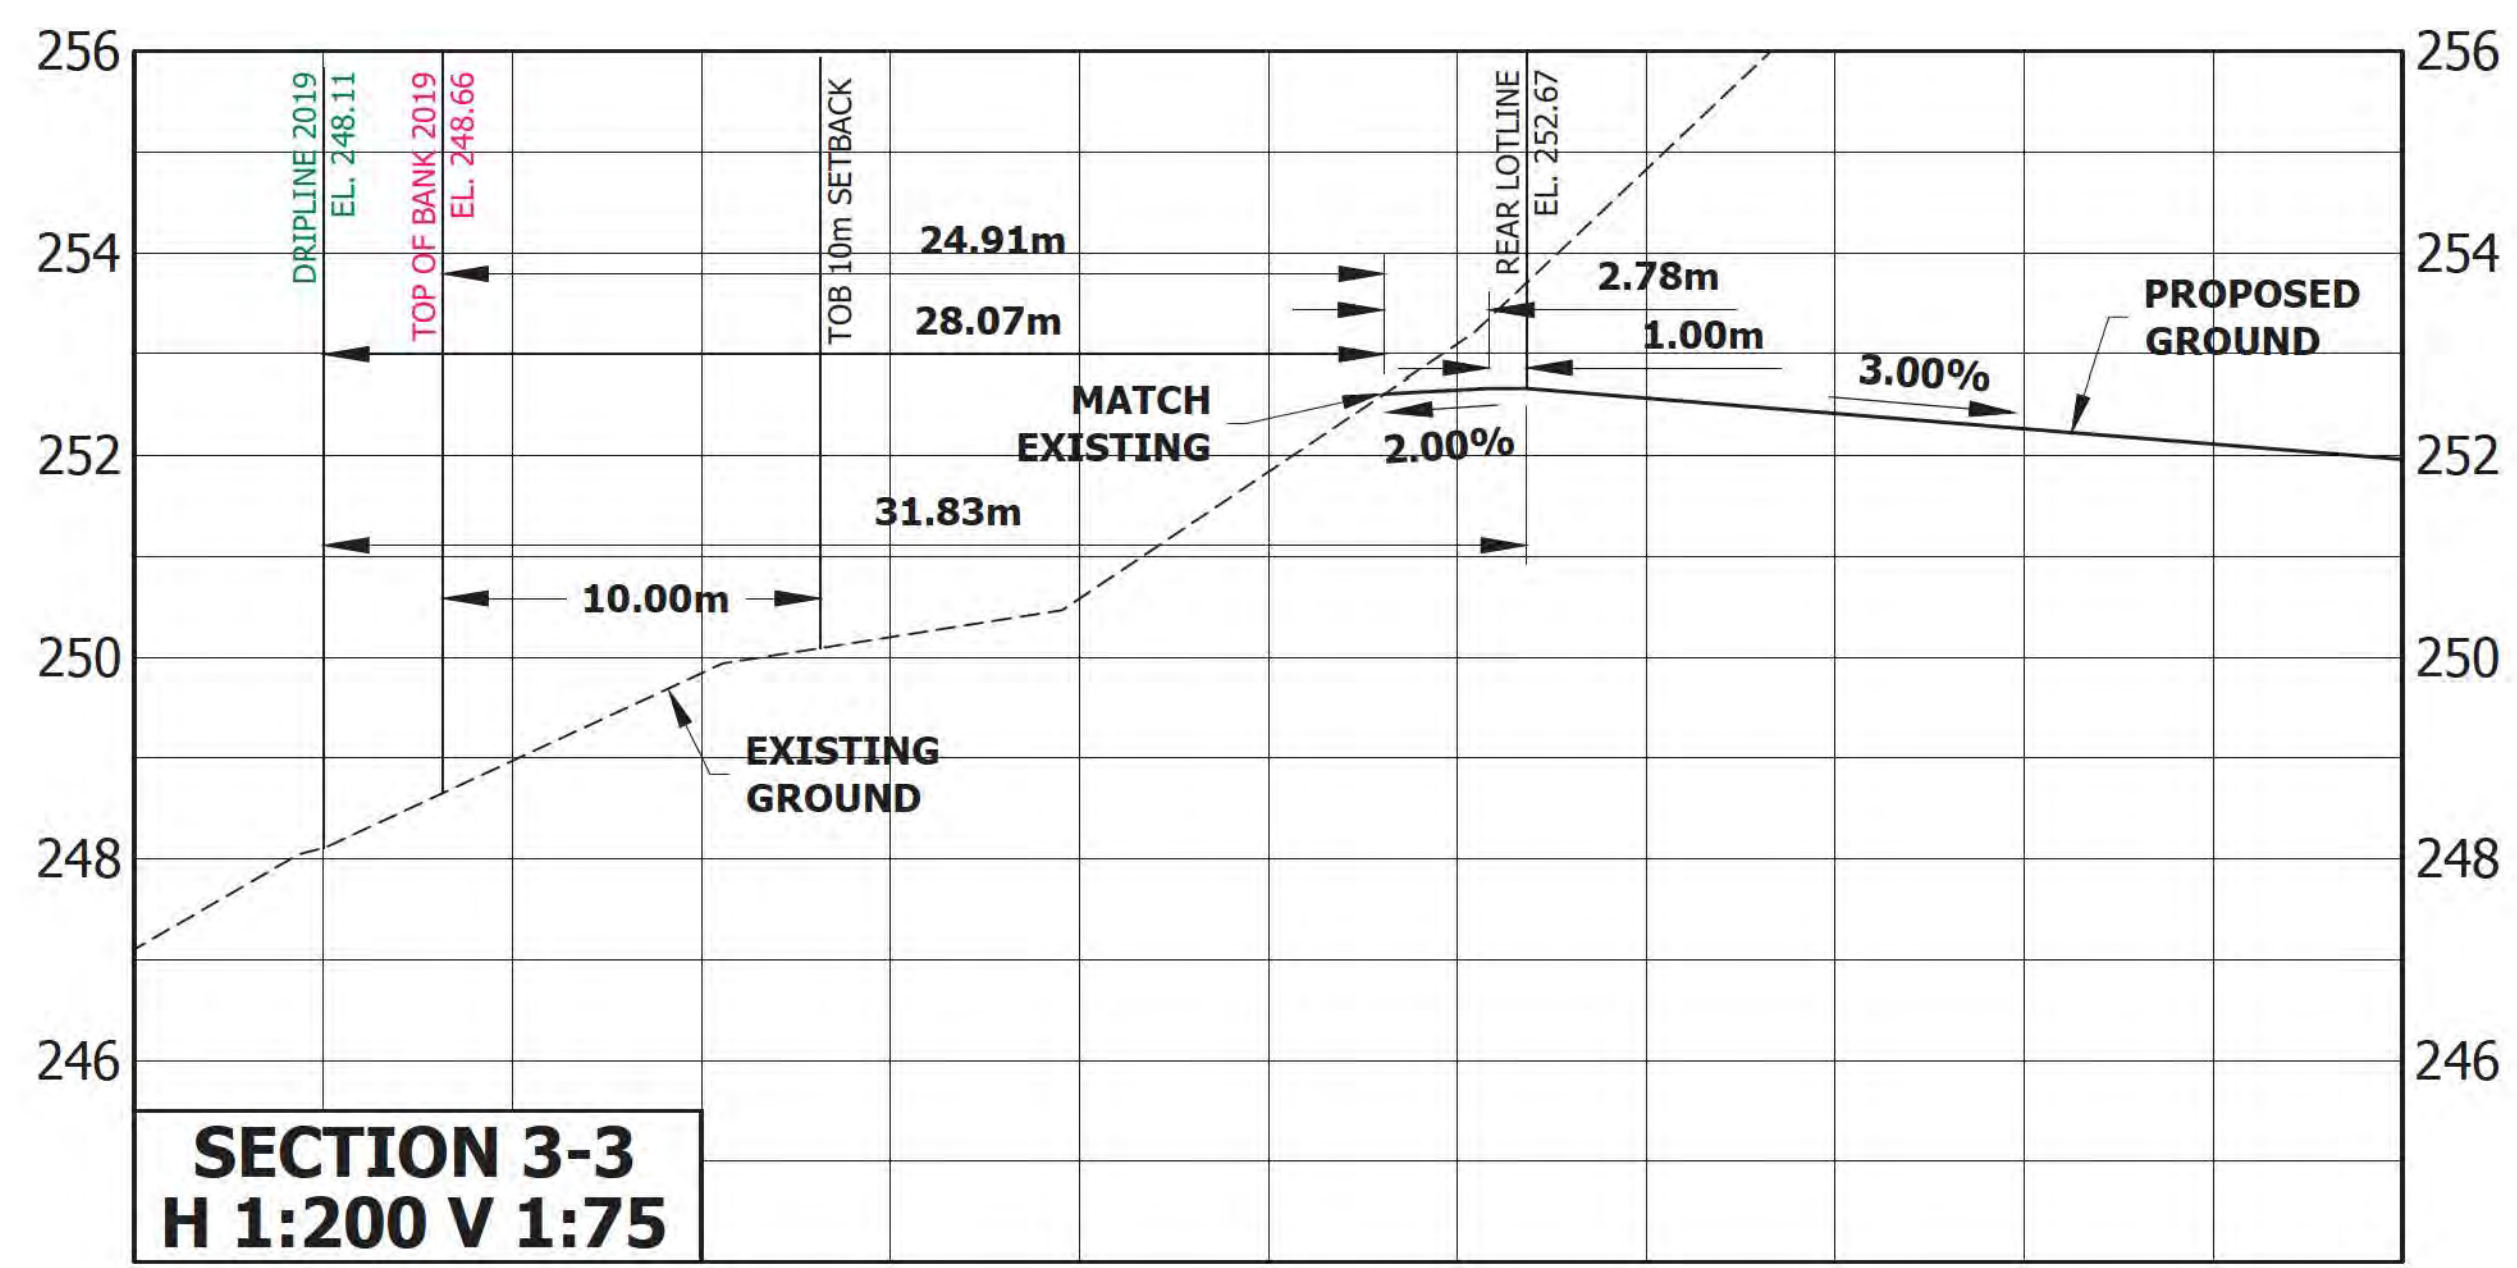 256
254
252
250
248
246
DRIPLINE 2019
EL. 248.11
TOP OF BANK 2019
EL. 248.66
TOB 10m SETBACK
REAR LOTLINE
EL. 252.67
24.91m
28.07m
2.78m
1.00m
3.00%
PROPOSED
GROUND
MATCH
EXISTING
2.00%
31.83m
10.00m
EXISTING
GROUND
256
254
252
250
248
246
SECTION 3-3
H 1:200 V 1:75